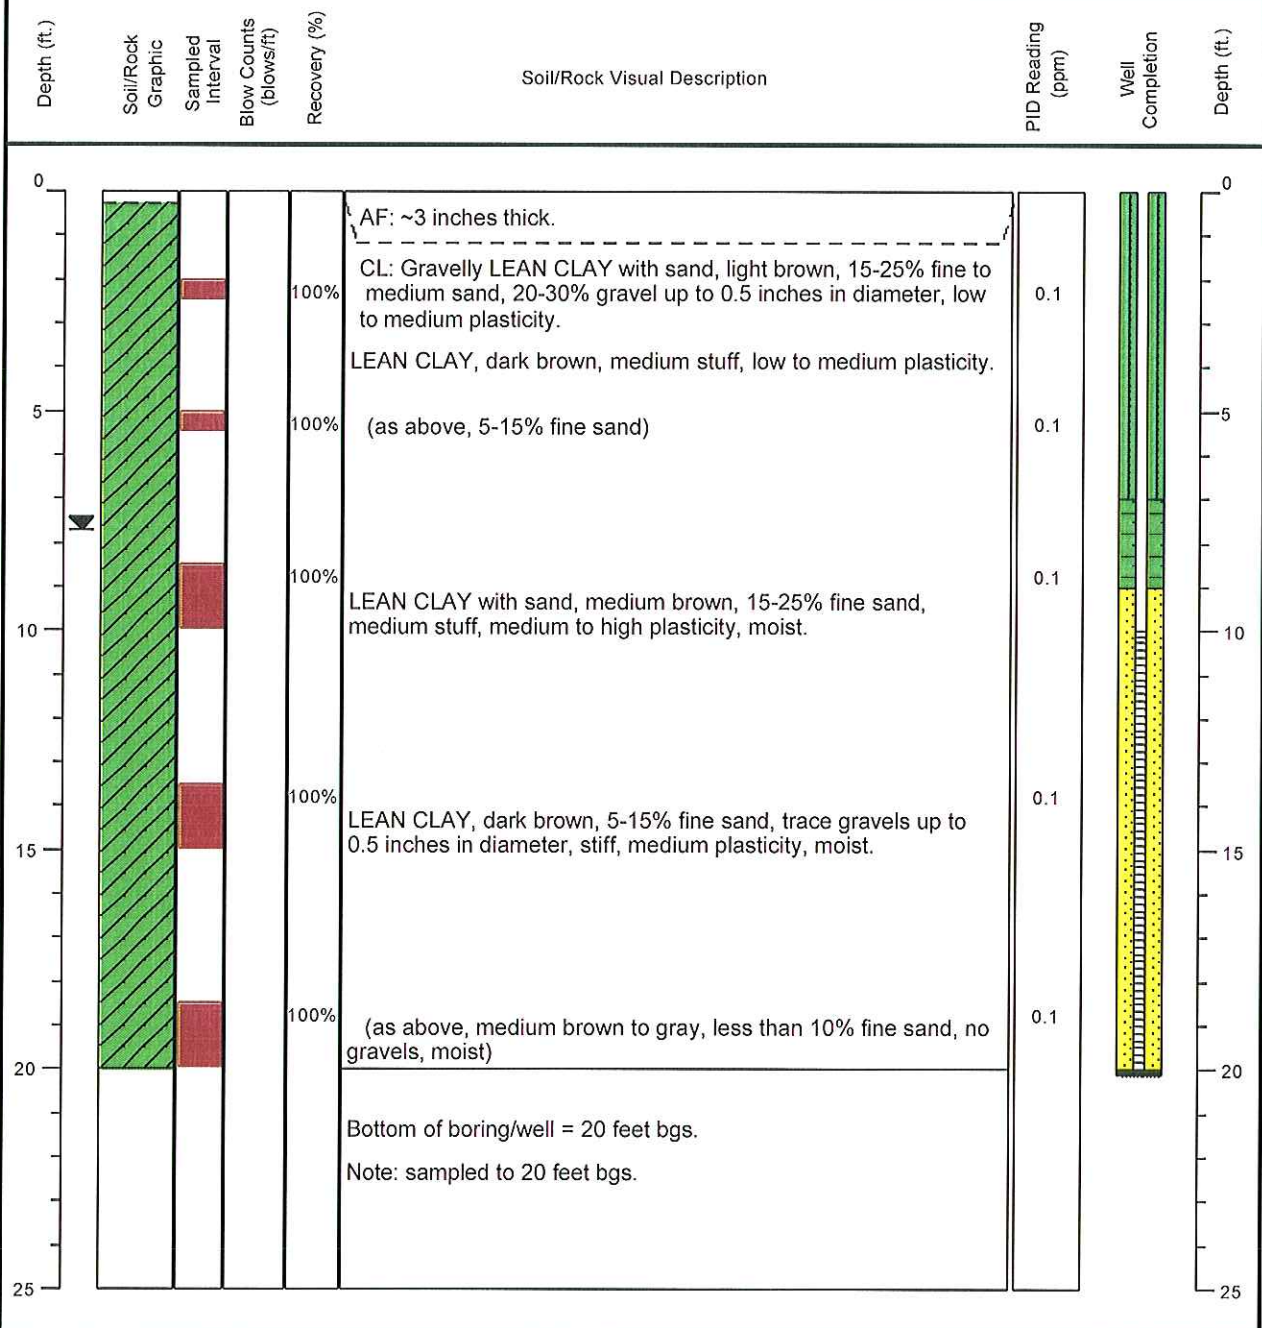 Depth (ft.)
Soil/Rock
Graphic
Sampled
Interval
Blow Counts
(blows/ft)
Recovery (%)
Soil/Rock Visual Description
PID Reading
(ppm)
Well
Completion
Depth (ft.)
0
0
AF: ~3 inches thick.
CL: Gravelly LEAN CLAY with sand, light brown, 15-25% fine to
100%
medium sand, 20-30% gravel up to 0.5 inches in diameter, low
0.1
to medium plasticity.
LEAN CLAY, dark brown, medium stuff, low to medium plasticity.
5
5
100%
(as above, 5-15% fine sand)
0.1
100%
0.1
LEAN CLAY with sand, medium brown, 15-25% fine sand,
10
medium stuff, medium to high plasticity, moist.
10
100%
0.1
LEAN CLAY, dark brown, 5-15% fine sand, trace gravels up to
15
0.5 inches in diameter, stiff, medium plasticity, moist.
15
100%
0.1
(as above, medium brown to gray, less than 10% fine sand, no
gravels, moist)
20
20
Bottom of boring/well = 20 feet bgs.
Note: sampled to 20 feet bgs.
25
25